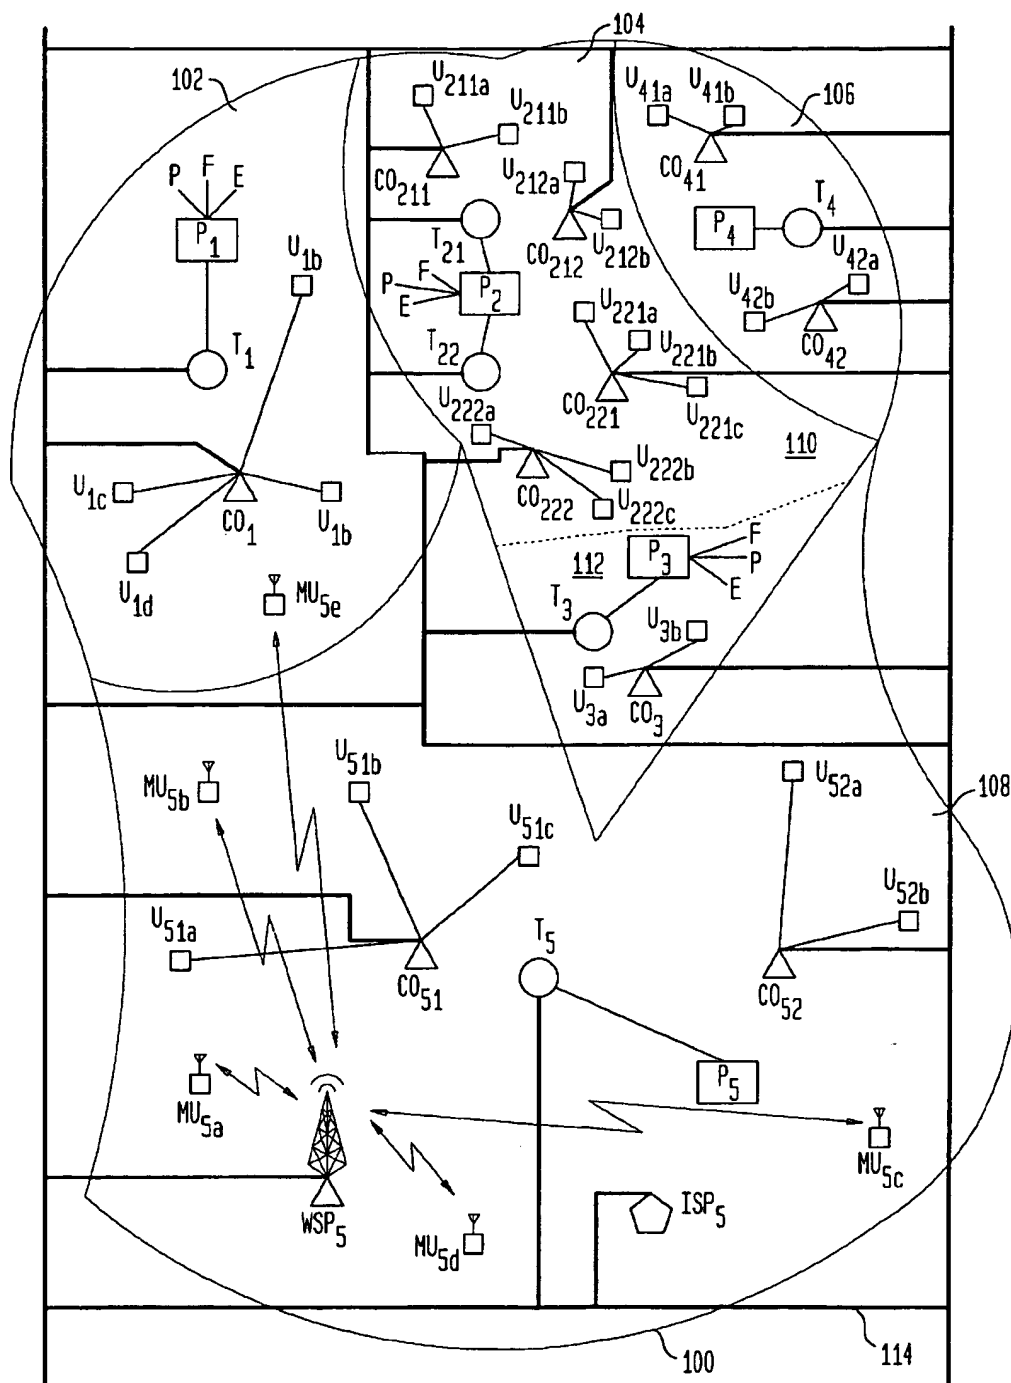 104
102
U211a
U211b
CO211
U41a
U41b
106
CO41
P
F
E
P1
U1b
T1
U212a
U212b
CO212
T21
P
F
E
P2
T22
P4
T4
U42a
U42b
CO42
U221a
U221b
U221c
CO221
U222a
U222b
U222c
CO222
110
U1c
CO1
U1b
U1d
MU5e
112
P3
F
P
E
T3
U3b
U3a
CO3
MU5b
U51b
U51c
U52a
108
U51a
CO51
T5
U52b
CO52
MU5a
P5
MU5c
WSP5
MU5d
ISP5
100
114